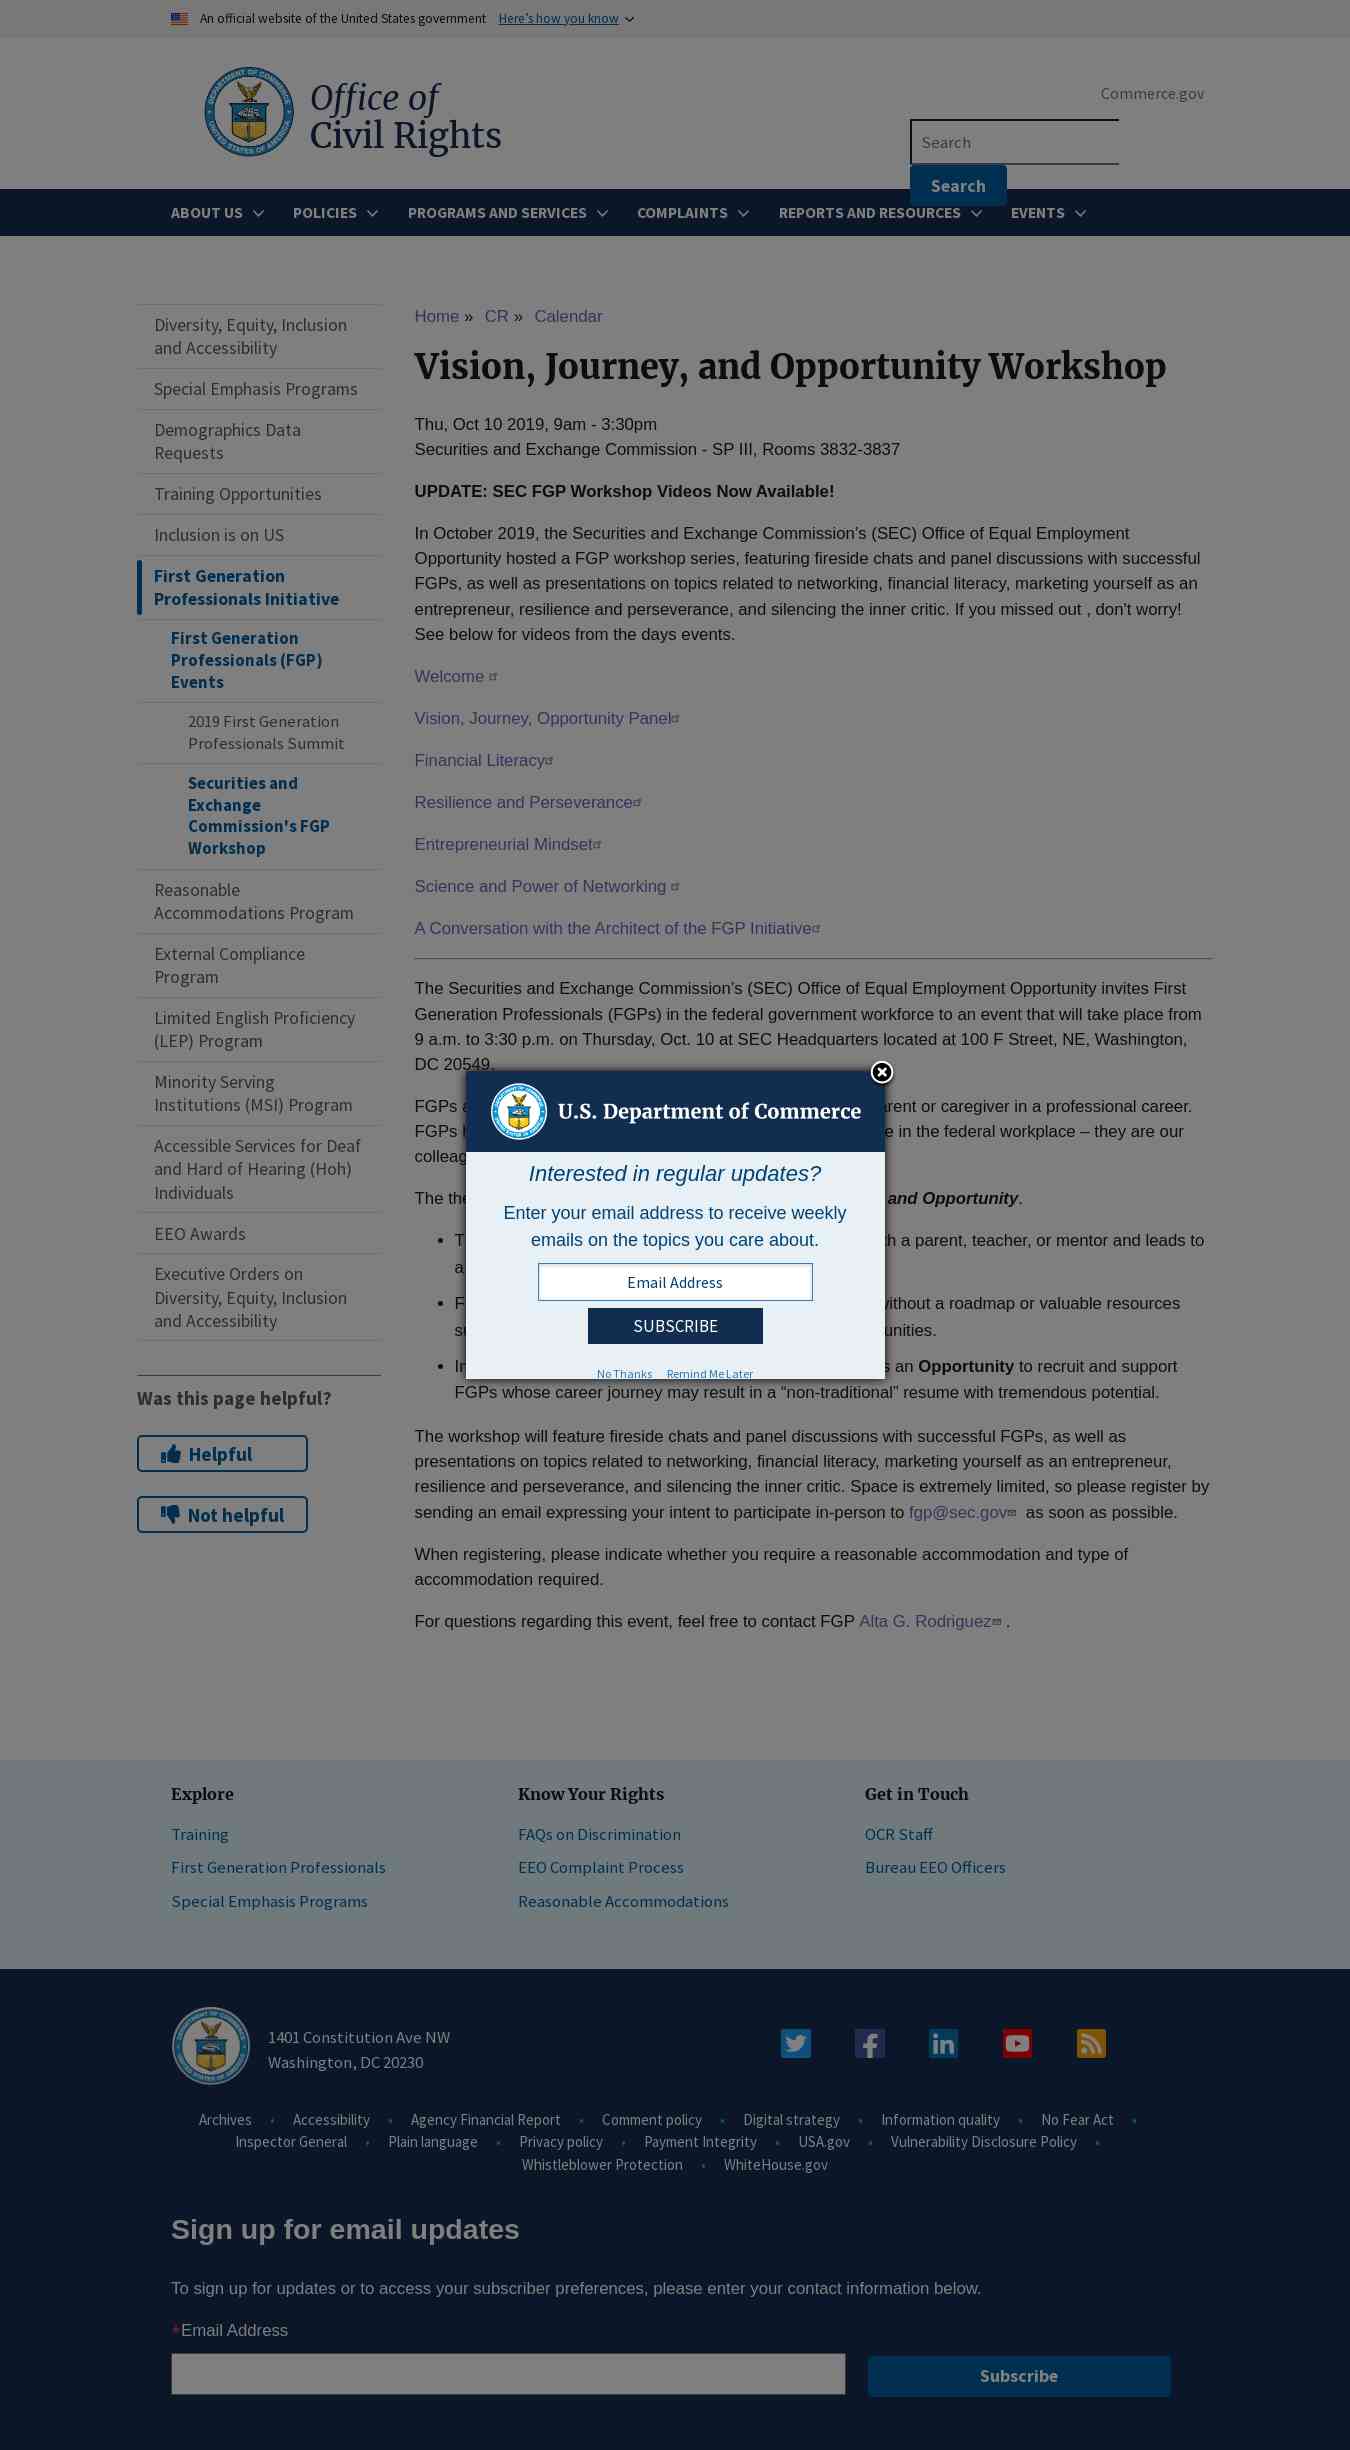 An official website of the United States government Here's how you know
Office of
Civil Rights
Commerce.gov
Search
Search
ABOUT US POLICIES PROGRAMS AND SERVICES COMPLAINTS REPORTS AND RESOURCES EVENTS
Diversity, Equity, Inclusion
and Accessibility
Special Emphasis Programs
Demographics Data
Requests
Training Opportunities
Inclusion is on US
First Generation
Professionals Initiative
First Generation
Professionals (FGP)
Events
2019 First Generation
Professionals Summit
Securities and
Exchange
Commission's FGP
Workshop
Reasonable
Accommodations Program
External Compliance
Program
Limited English Proficiency
(LEP) Program
Minority Serving
Institutions (MSI) Program
Accessible Services for Deaf
and Hard of Hearing (Hoh)
Individuals
EEO Awards
Executive Orders on
Diversity, Equity, Inclusion
and Accessibility
Was this page helpful?
Helpful
Not helpful
Home » CR » Calendar
Vision, Journey, and Opportunity Workshop
Thu, Oct 10 2019, 9am - 3:30pm
Securities and Exchange Commission - SP III, Rooms 3832-3837
UPDATE: SEC FGP Workshop Videos Now Available!
In October 2019, the Securities and Exchange Commission's (SEC) Office of Equal Employment
Opportunity hosted a FGP workshop series, featuring fireside chats and panel discussions with successful
FGPs, as well as presentations on topics related to networking, financial literacy, marketing yourself as an
entrepreneur, resilience and perseverance, and silencing the inner critic. If you missed out , don't worry!
See below for videos from the days events.
Welcome
Vision, Journey, Opportunity Panel
Financial Literacy
Resilience and Perseverance
Entrepreneurial Mindset
Science and Power of Networking
A Conversation with the Architect of the FGP Initiative
The Securities and Exchange Commission's (SEC) Office of Equal Employment Opportunity invites First
Generation Professionals (FGPs) in the federal government workforce to an event that will take place from
9 a.m. to 3:30 p.m. on Thursday, Oct. 10 at SEC Headquarters located at 100 F Street, NE, Washington,
DC 20549.
FGPs or caregiver in a professional career.
FGPs in the federal workplace – they are our
The and Opportunity.
a parent, teacher, or mentor and leads to
without a roadmap or valuable resources
an Opportunity to recruit and support
FGPs whose career journey may result in a “non-traditional” resume with tremendous potential.
The workshop will feature fireside chats and panel discussions with successful FGPs, as well as
presentations on topics related to networking, financial literacy, marketing yourself as an entrepreneur,
resilience and perseverance, and silencing the inner critic. Space is extremely limited, so please register by
sending an email expressing your intent to participate in-person to fgp@sec.gov as soon as possible.
When registering, please indicate whether you require a reasonable accommodation and type of
accommodation required.
For questions regarding this event, feel free to contact FGP Alta G. Rodriguez .
U.S. Department of Commerce
Interested in regular updates?
Enter your email address to receive weekly
emails on the topics you care about.
Email Address
SUBSCRIBE
No Thanks Remind Me Later
Explore
Training
First Generation Professionals
Special Emphasis Programs
Know Your Rights
FAQs on Discrimination
EEO Complaint Process
Reasonable Accommodations
Get in Touch
OCR Staff
Bureau EEO Officers
1401 Constitution Ave NW
Washington, DC 20230
Archives • Accessibility • Agency Financial Report • Comment policy • Digital strategy • Information quality • No Fear Act •
Inspector General • Plain language • Privacy policy • Payment Integrity • USA.gov • Vulnerability Disclosure Policy •
Whistleblower Protection • WhiteHouse.gov
Sign up for email updates
To sign up for updates or to access your subscriber preferences, please enter your contact information below.
*Email Address
Subscribe